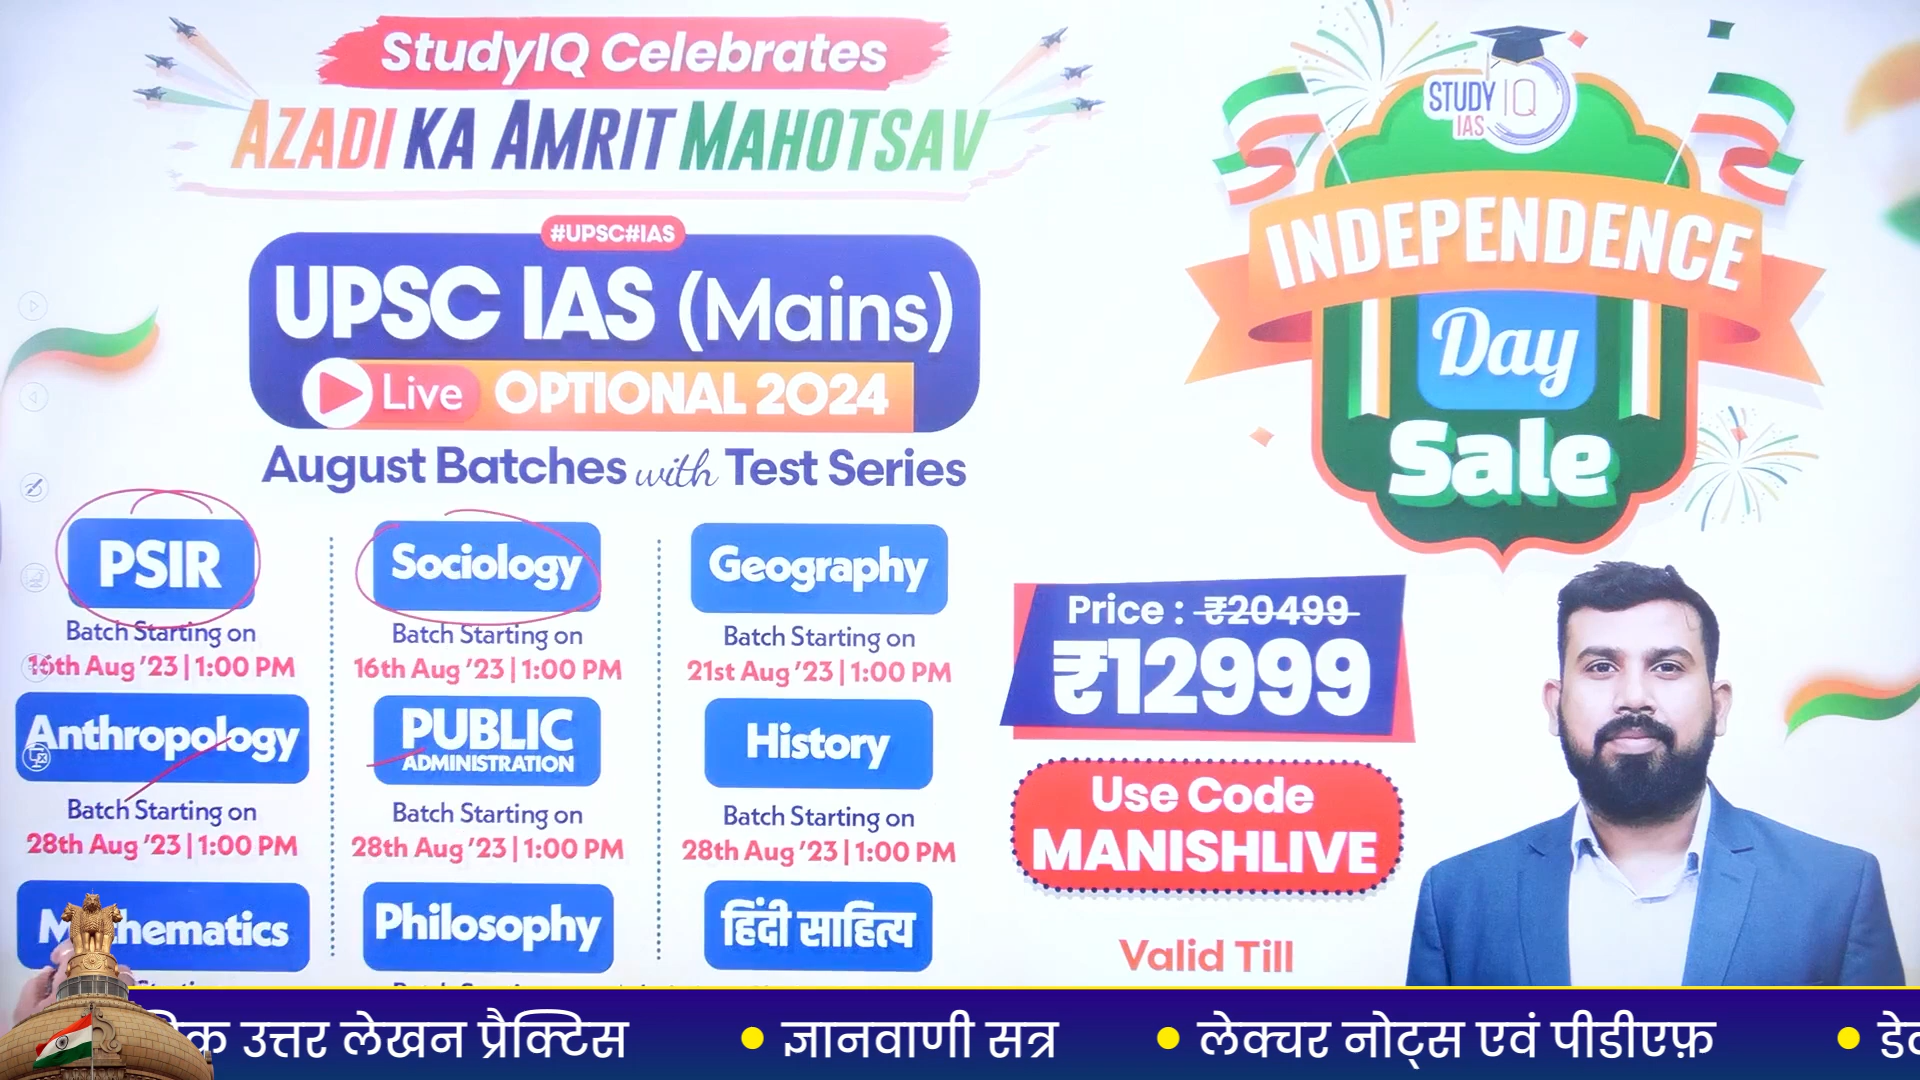 StudyIQ Celebrates
AZADI KA AMRIT MAHOTSAV
#UPSC#IAS
UPSC IAS (Mains)
Live OPTIONAL 2024
August Batches with Test Series
PSIR
Batch Starting on
16th Aug '23 | 1:00 PM
Sociology
Batch Starting on
16th Aug '23 | 1:00 PM
Geography
Batch Starting on
21st Aug '23 | 1:00 PM
Anthropology
Batch Starting on
28th Aug '23 | 1:00 PM
PUBLIC
ADMINISTRATION
Batch Starting on
28th Aug '23 | 1:00 PM
History
Batch Starting on
28th Aug '23 | 1:00 PM
Philosophy
हिंदी साहित्य
STUDY IQ
IAS
INDEPENDENCE
Day
Sale
Price : ₹20499
₹12999
Use Code
MANISHLIVE
Valid Till
उत्तर लेखन प्रैक्टिस • ज्ञानवाणी सत्र • लेक्चर नोट्स एवं पीडीएफ़ •